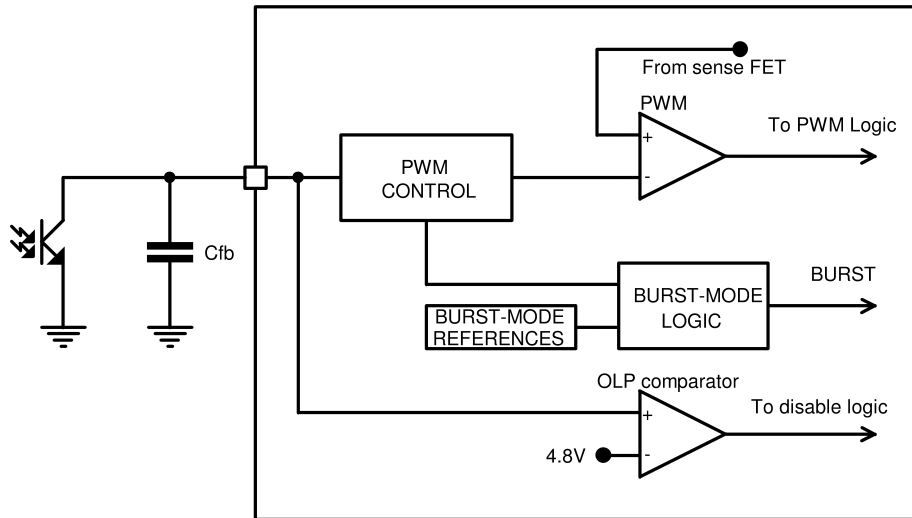 From sense FET
PWM
+
-
To PWM Logic
PWM
CONTROL
Cfb
BURST-MODE
LOGIC
BURST
BURST-MODE
REFERENCES
OLP comparator
+
-
4.8V
To disable logic